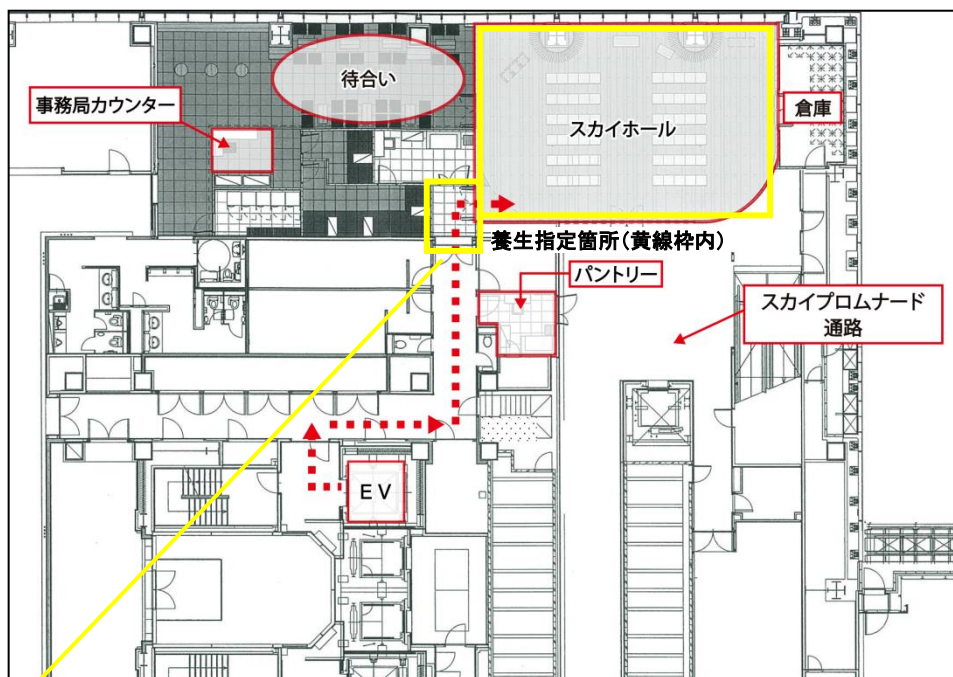 待合い
事務局カウンター
スカイホール
倉庫
養生指定箇所（黄線枠内）
パントリー
スカイプロムナード
通路
ＥＶ